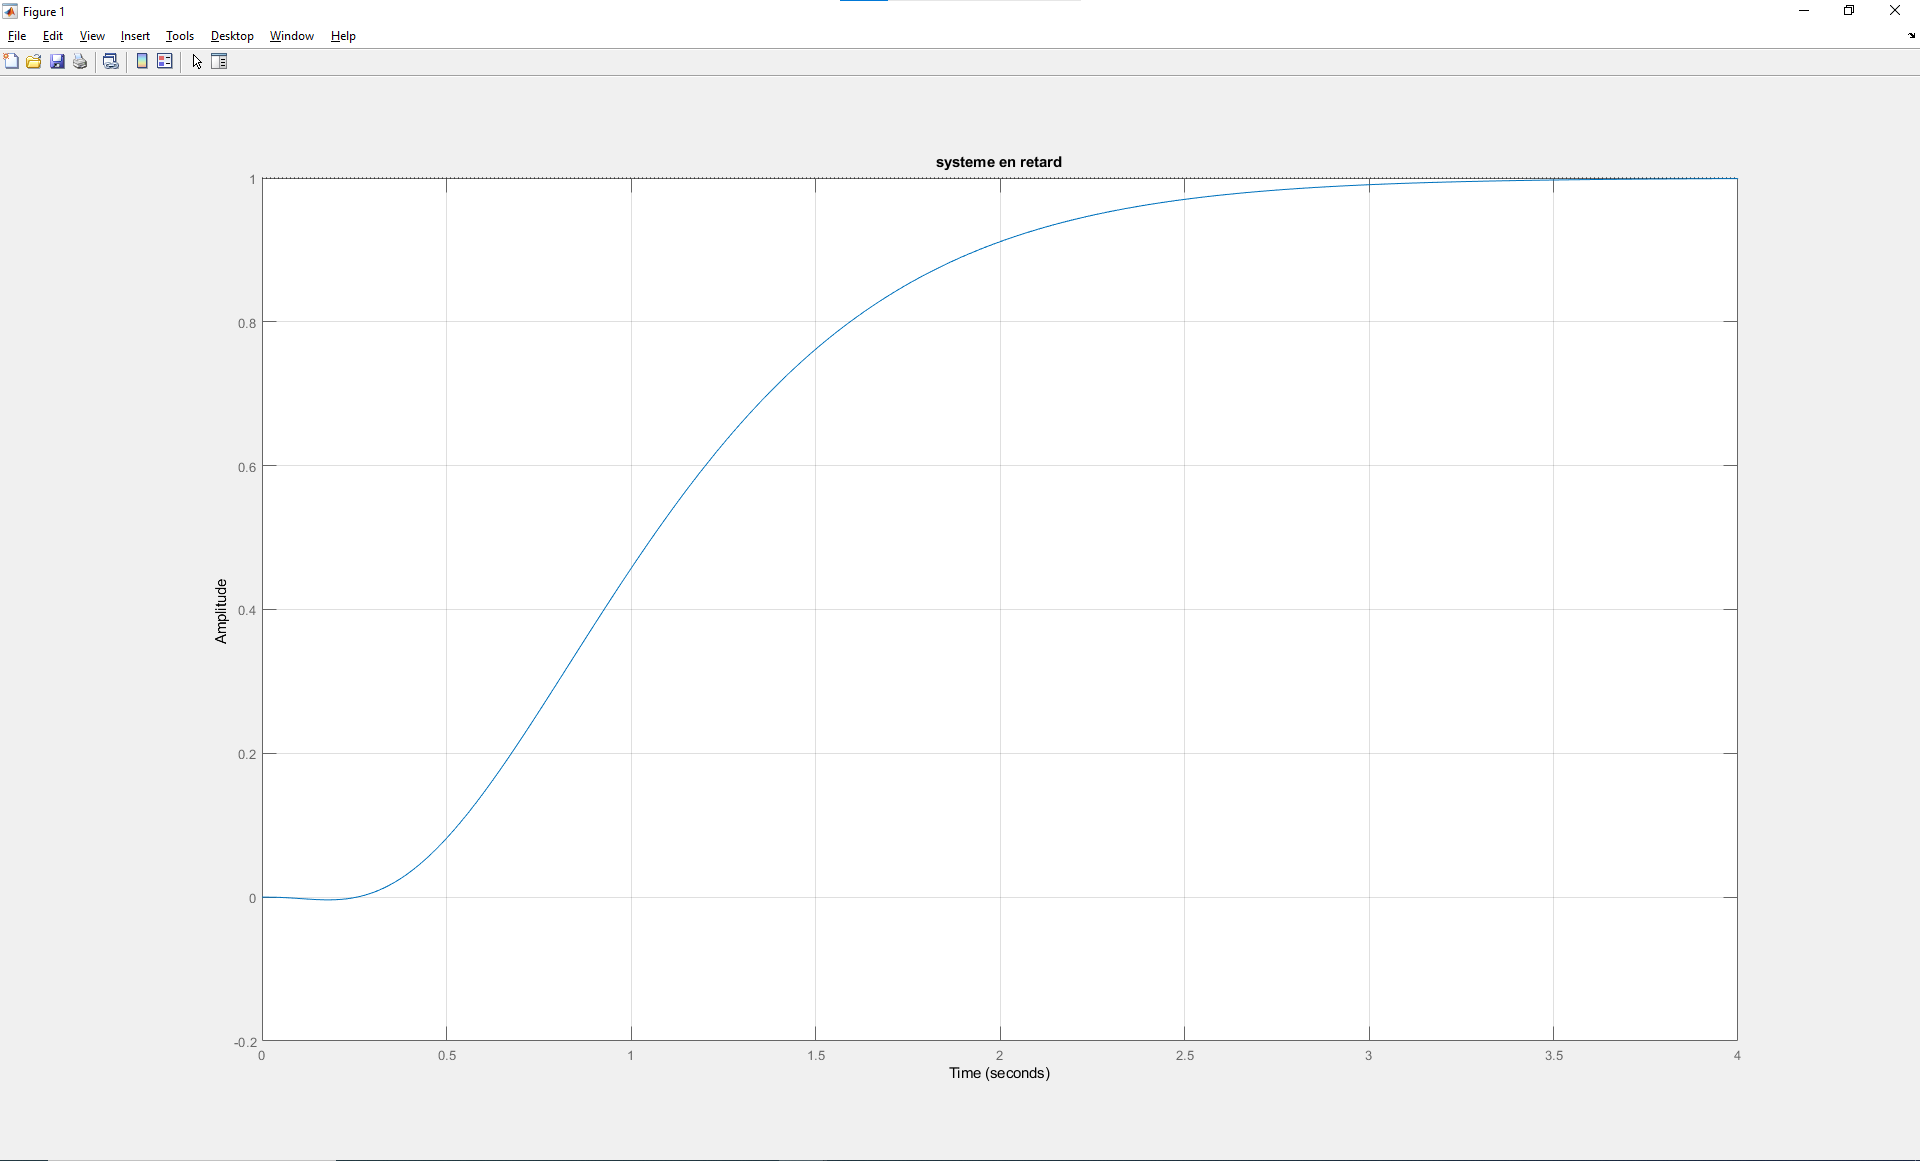 Figure 1
File Edit View Insert Tools Desktop Window Help
systeme en retard
1
0.8
0.6
0.4
0.2
0
-0.2
Amplitude
0 0.5 1 1.5 2 2.5 3 3.5 4
Time (seconds)